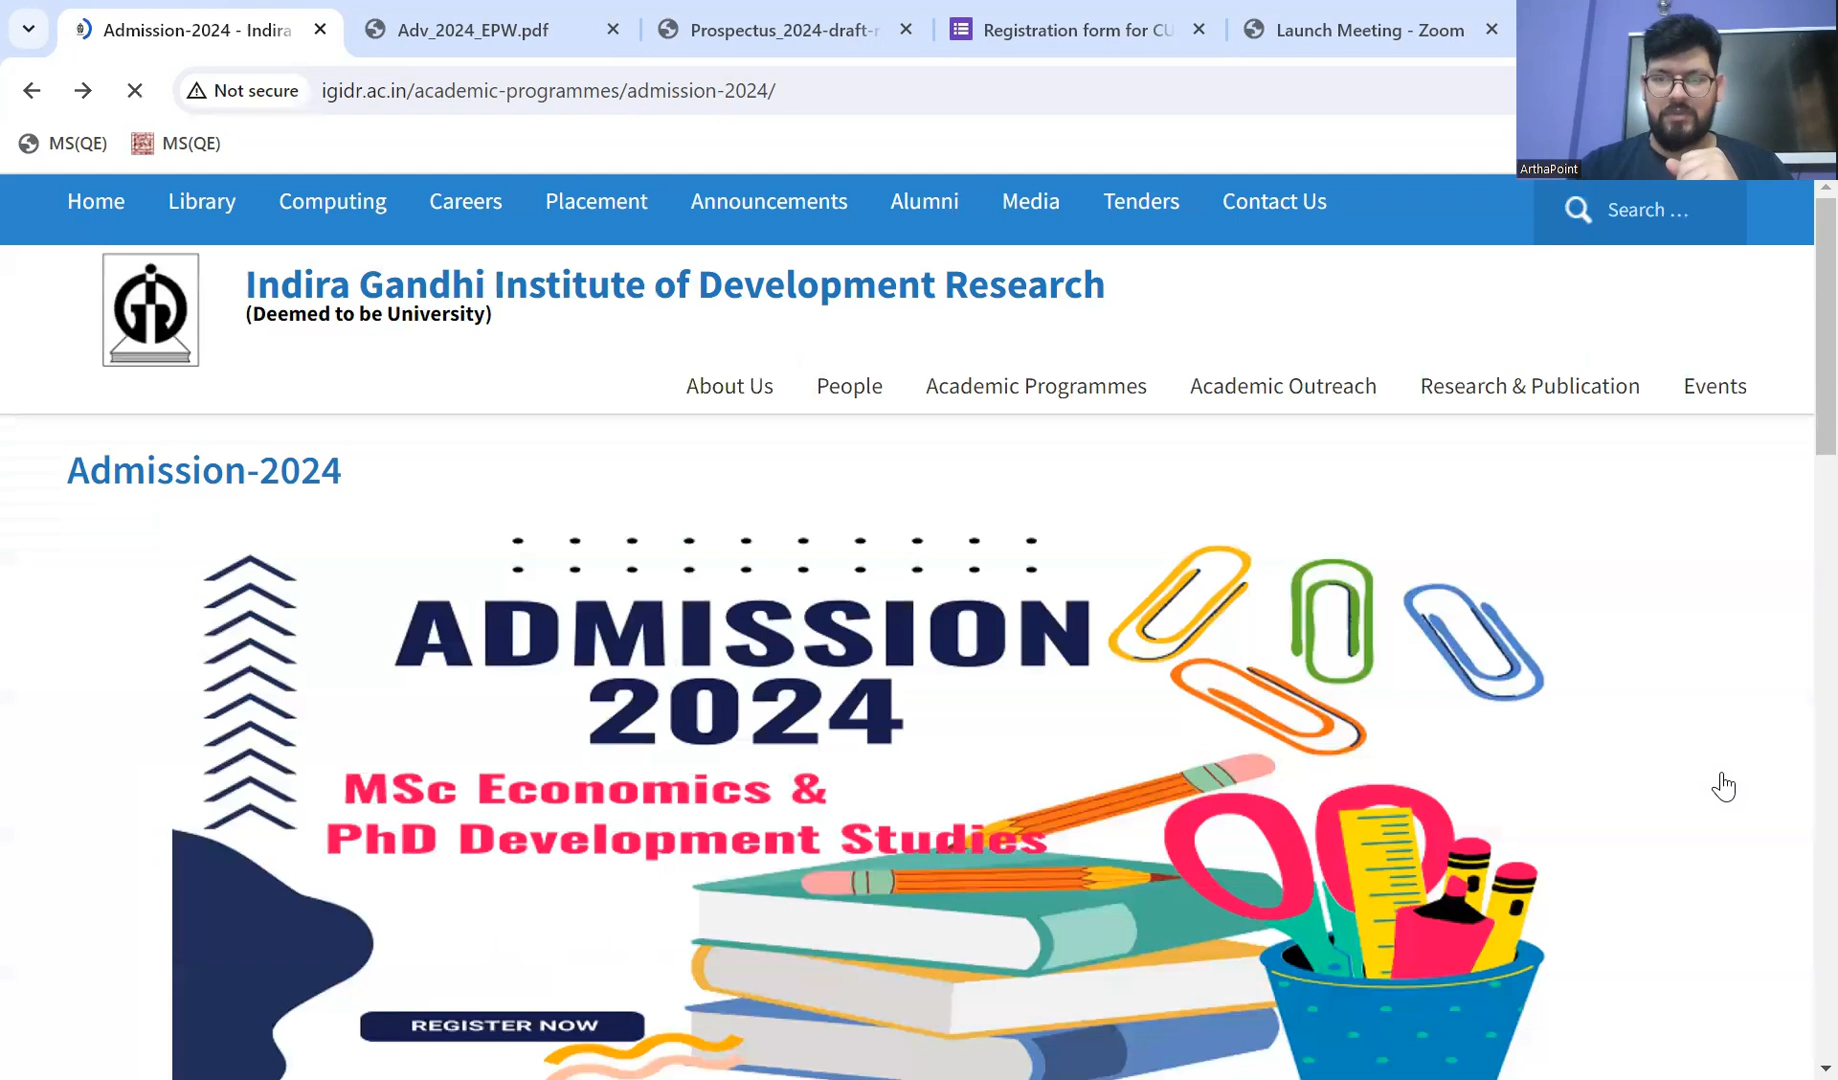 Admission-2024 - Indira
Adv_2024_EPW.pdf
Prospectus_2024-draft-r
Registration form for CU
Launch Meeting - Zoom
Not secure
igidr.ac.in/academic-programmes/admission-2024/
MS(QE)
MS(QE)
ArthaPoint
Home
Library
Computing
Careers
Placement
Announcements
Alumni
Media
Tenders
Contact Us
Search …
Indira Gandhi Institute of Development Research
(Deemed to be University)
About Us
People
Academic Programmes
Academic Outreach
Research & Publication
Events
Admission-2024
ADMISSION
2024
MSc Economics &
PhD Development Studies
REGISTER NOW